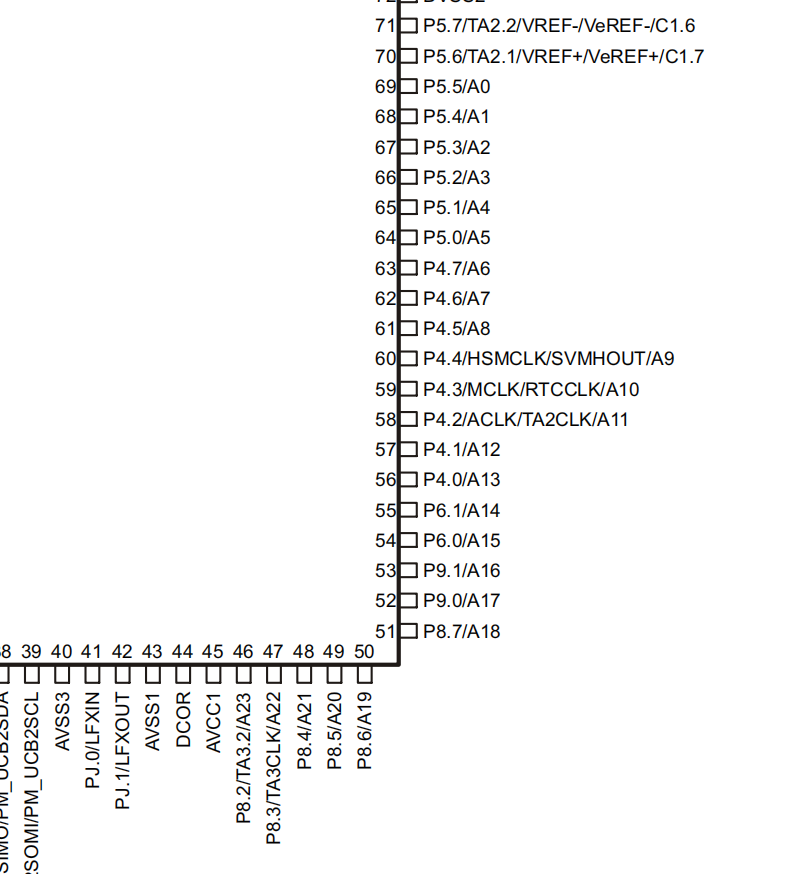 71 P5.7/TA2.2/VREF-/VeREF-/C1.6
70 P5.6/TA2.1/VREF+/VeREF+/C1.7
69 P5.5/A0
68 P5.4/A1
67 P5.3/A2
66 P5.2/A3
65 P5.1/A4
64 P5.0/A5
63 P4.7/A6
62 P4.6/A7
61 P4.5/A8
60 P4.4/HSMCLK/SVMHOUT/A9
59 P4.3/MCLK/RTCCLK/A10
58 P4.2/ACLK/TA2CLK/A11
57 P4.1/A12
56 P4.0/A13
55 P6.1/A14
54 P6.0/A15
53 P9.1/A16
52 P9.0/A17
51 P8.7/A18
39 40 41 42 43 44 45 46 47 48 49 50
SIMO/PM_UCB2SDA
SOMI/PM_UCB2SCL
AVSS3
PJ.0/LFXIN
PJ.1/LFXOUT
AVSS1
DCOR
AVCC1
P8.2/TA3.2/A23
P8.3/TA3CLK/A22
P8.4/A21
P8.5/A20
P8.6/A19